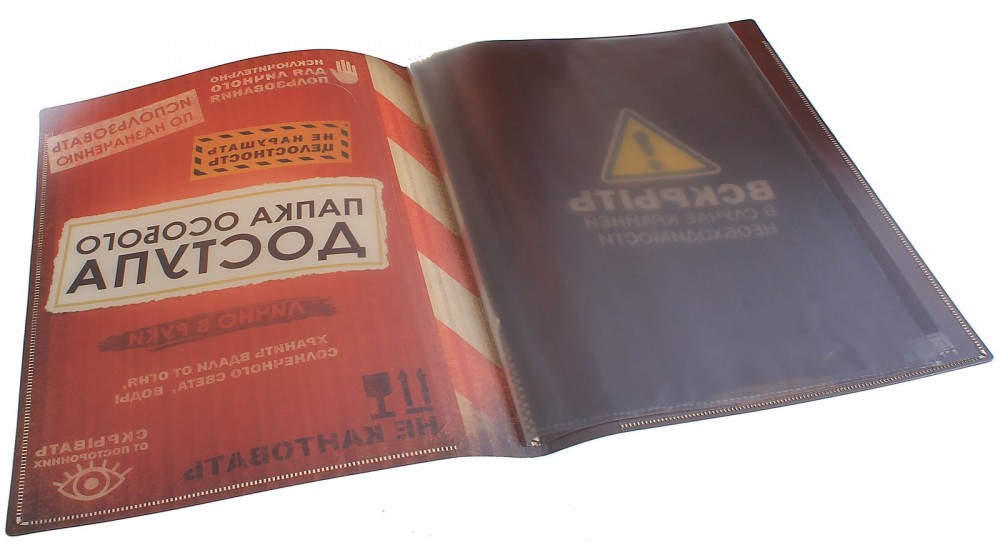 ИСКЛЮЧИТЕЛЬНО
ДЛЯ ЛИЧНОГО
ПОЛЬЗОВАНИЯ
ИСПОЛЬЗОВАТЬ
ПО НАЗНАЧЕНИЮ
НЕ НАРУШАТЬ
ЦЕЛОСТНОСТЬ
ПАПКА ОСОБОГО
ДОСТУПА
ЛИЧНО В РУКИ
ХРАНИТЬ ВДАЛИ ОТ ОГНЯ,
СОЛНЕЧНОГО СВЕТА, ВОДЫ
НЕ КАНТОВАТЬ
СКРЫВАТЬ
ОТ ПОСТОРОННИХ
ВСКРЫТЬ
В СЛУЧАЕ КРАЙНЕЙ
НЕОБХОДИМОСТИ